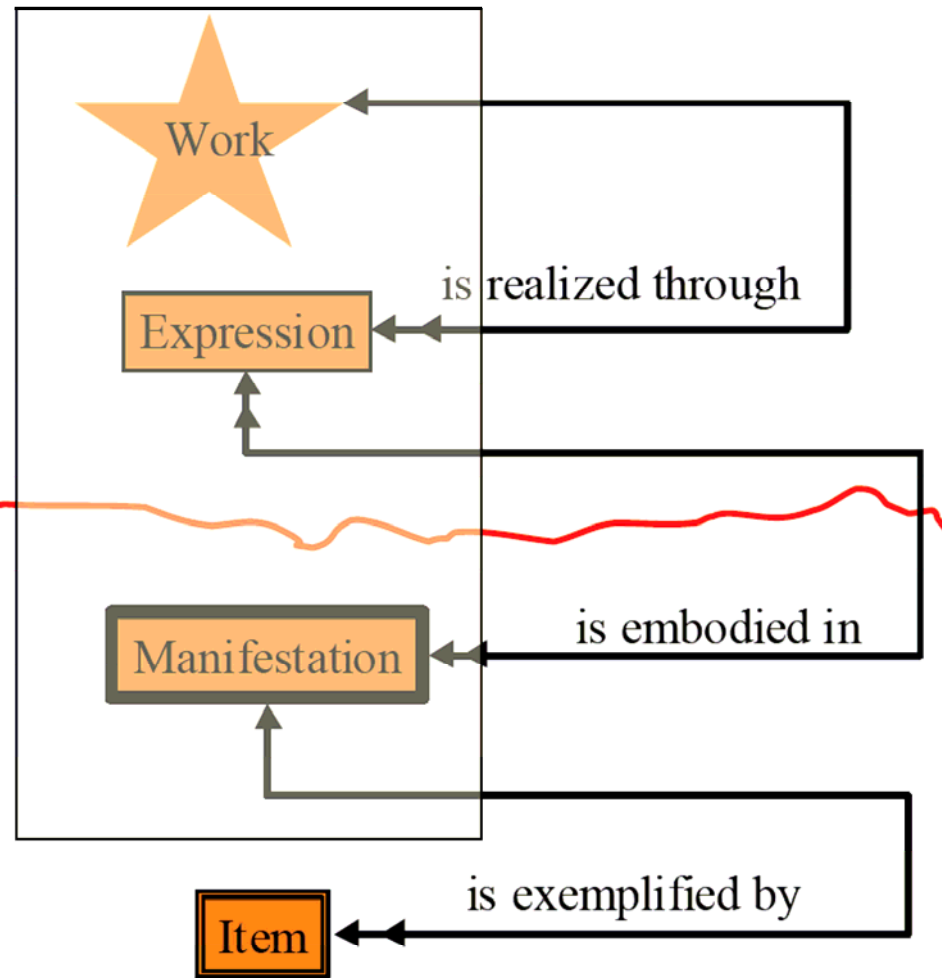 Work
is realized through
Expression
is embodied in
Manifestation
is exemplified by
Item